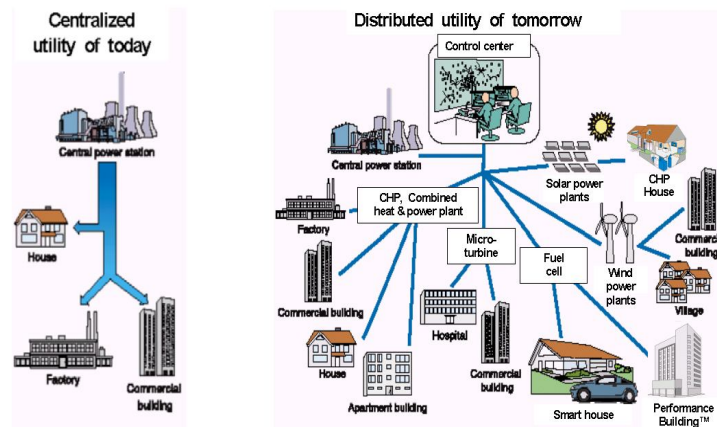 Centralized
utility of today
Central power station
House
Factory
Commercial
building
Distributed utility of tomorrow
Control center
Central power station
Solar power
plants
CHP
House
CHP, Combined
heat & power plant
Factory
Micro-
turbine
Fuel
cell
Wind
power
plants
Commercial
building
Village
Commercial building
Hospital
House
Apartment building
Commercial
building
Smart house
Performance
Building™